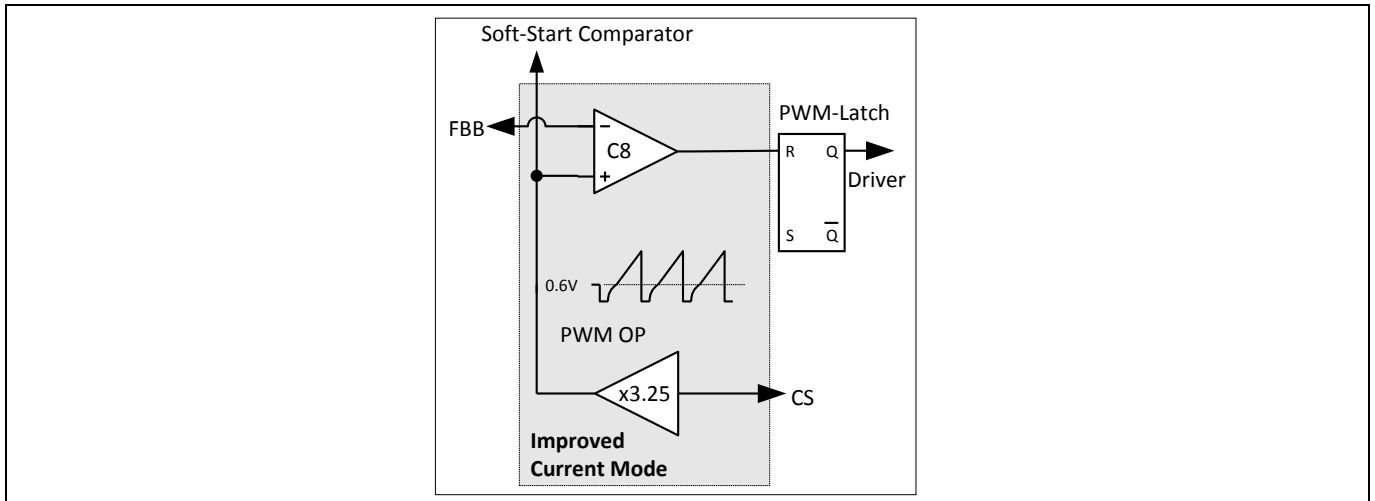 Soft-Start Comparator
FBB
−
C8
+
PWM-Latch
R Q
Driver
S Q̅
0.6V
PWM OP
x3.25
CS
Improved
Current Mode